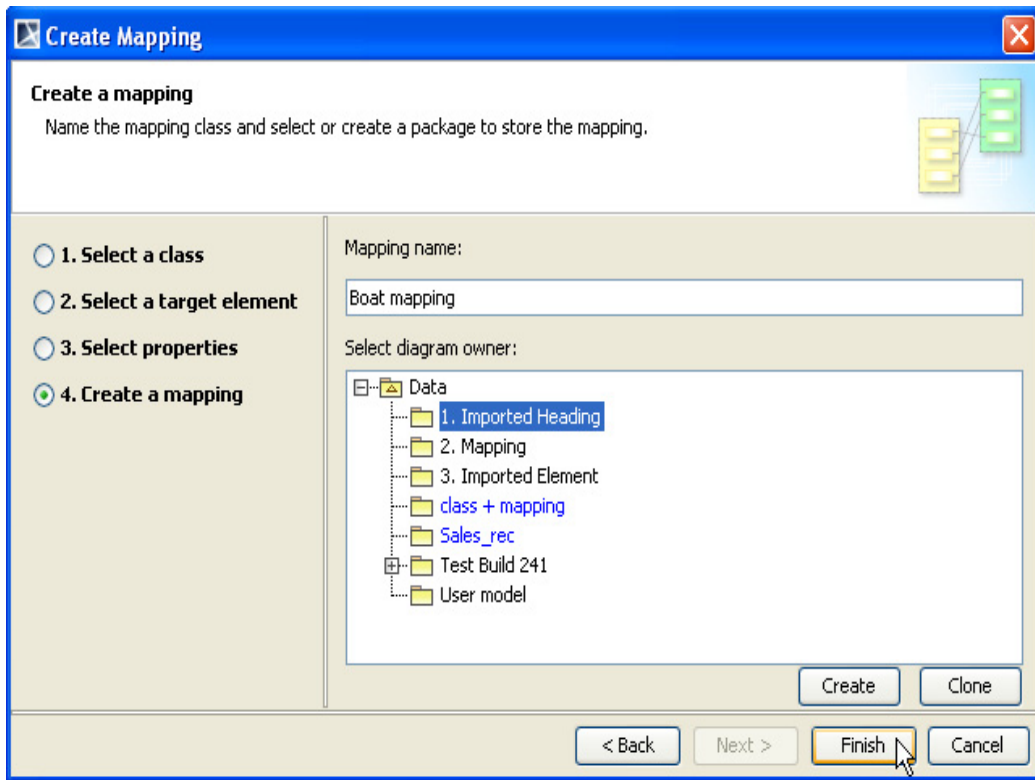 Create Mapping
Create a mapping
Name the mapping class and select or create a package to store the mapping.
1. Select a class
2. Select a target element
3. Select properties
4. Create a mapping
Mapping name:
Boat mapping
Select diagram owner:
Data
1. Imported Heading
2. Mapping
3. Imported Element
class + mapping
Sales_rec
Test Build 241
User model
Create
Clone
< Back
Next >
Finish
Cancel